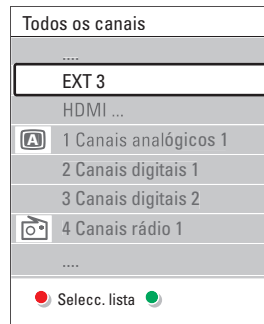 Todos os canais
....
EXT 3
HDMI ...
A 1 Canais analógicos 1
2 Canais digitais 1
3 Canais digitais 2
4 Canais rádio 1
....
Selecc. lista